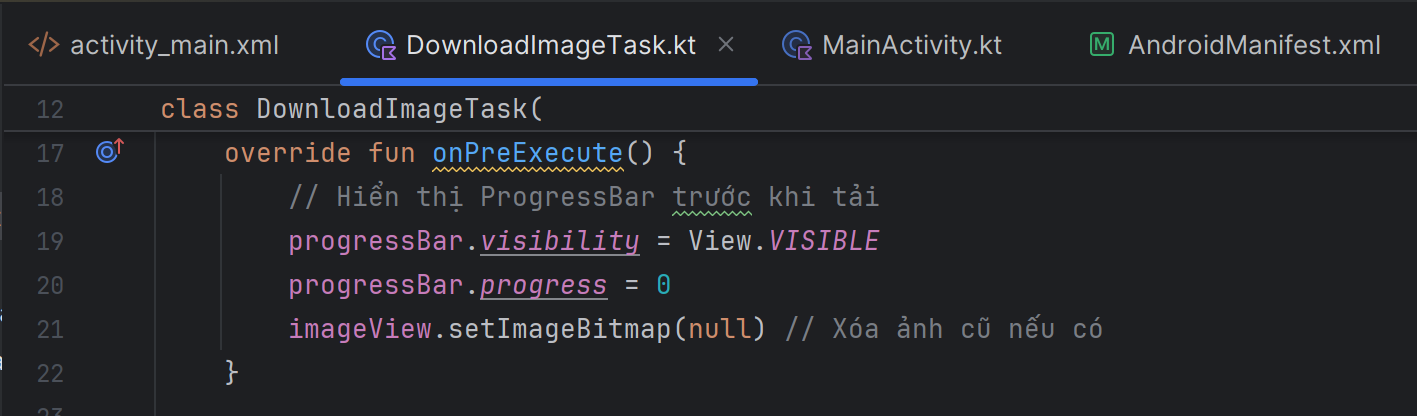 activity_main.xml DownloadImageTask.kt MainActivity.kt AndroidManifest.xml
12 class DownloadImageTask(
17 override fun onPreExecute() {
18 // Hiển thị ProgressBar trước khi tải
19 progressBar.visibility = View.VISIBLE
20 progressBar.progress = 0
21 imageView.setImageBitmap(null) // Xóa ảnh cũ nếu có
22 }
23